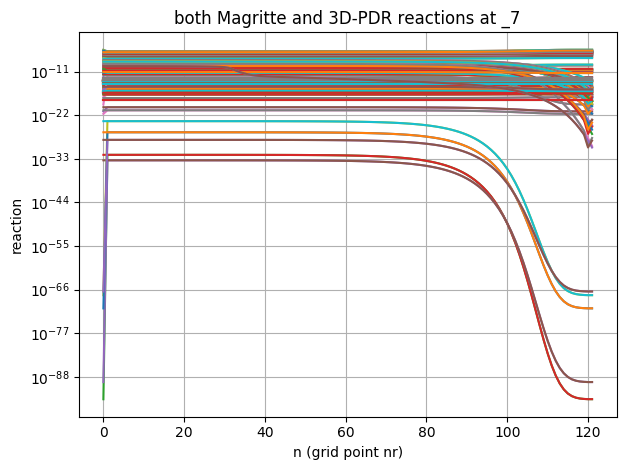 both Magritte and 3D-PDR reactions at _7
reaction
10⁻¹¹
10⁻²²
10⁻³³
10⁻⁴⁴
10⁻⁵⁵
10⁻⁶⁶
10⁻⁷⁷
10⁻⁸⁸
0 20 40 60 80 100 120
n (grid point nr)